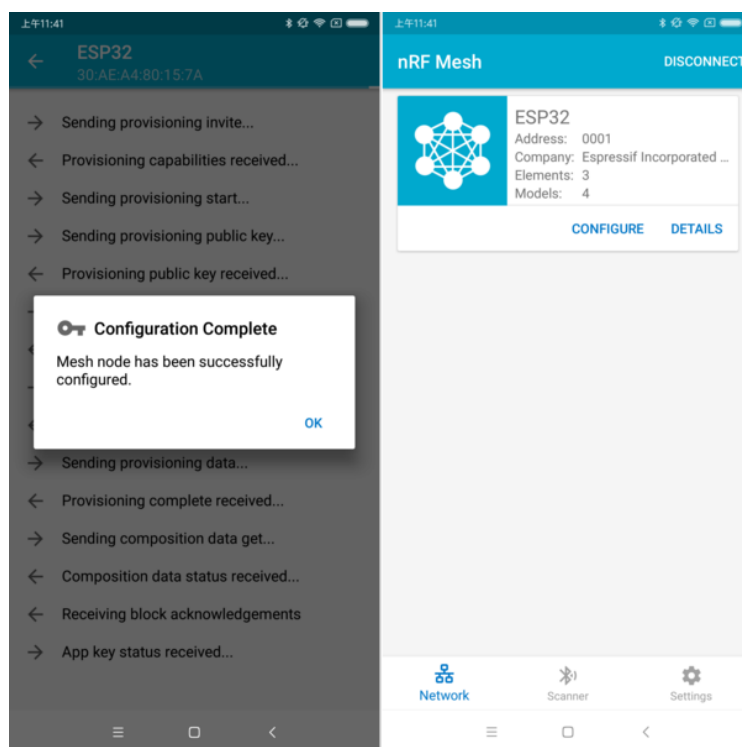 上午11:41
ESP32
30:AE:A4:80:15:7A
Sending provisioning invite...
Provisioning capabilities received...
Sending provisioning start...
Sending provisioning public key...
Provisioning public key received...
Configuration Complete
Mesh node has been successfully
configured.
OK
Sending provisioning data...
Provisioning complete received...
Sending composition data get...
Composition data status received...
Receiving block acknowledgements
App key status received...
上午11:41
nRF Mesh
DISCONNECT
ESP32
Address: 0001
Company: Espressif Incorporated ...
Elements: 3
Models: 4
CONFIGURE DETAILS
Network Scanner Settings